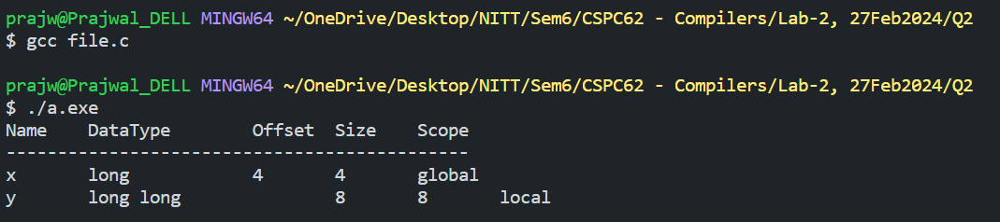 prajw@Prajwal_DELL MINGW64 ~/OneDrive/Desktop/NITT/Sem6/CSPC62 - Compilers/Lab-2, 27Feb2024/Q2
$ gcc file.c
prajw@Prajwal_DELL MINGW64 ~/OneDrive/Desktop/NITT/Sem6/CSPC62 - Compilers/Lab-2, 27Feb2024/Q2
$ ./a.exe
Name    DataType        Offset  Size    Scope
---------------------------------------------
x       long            4       4       global
y       long long               8       8       local